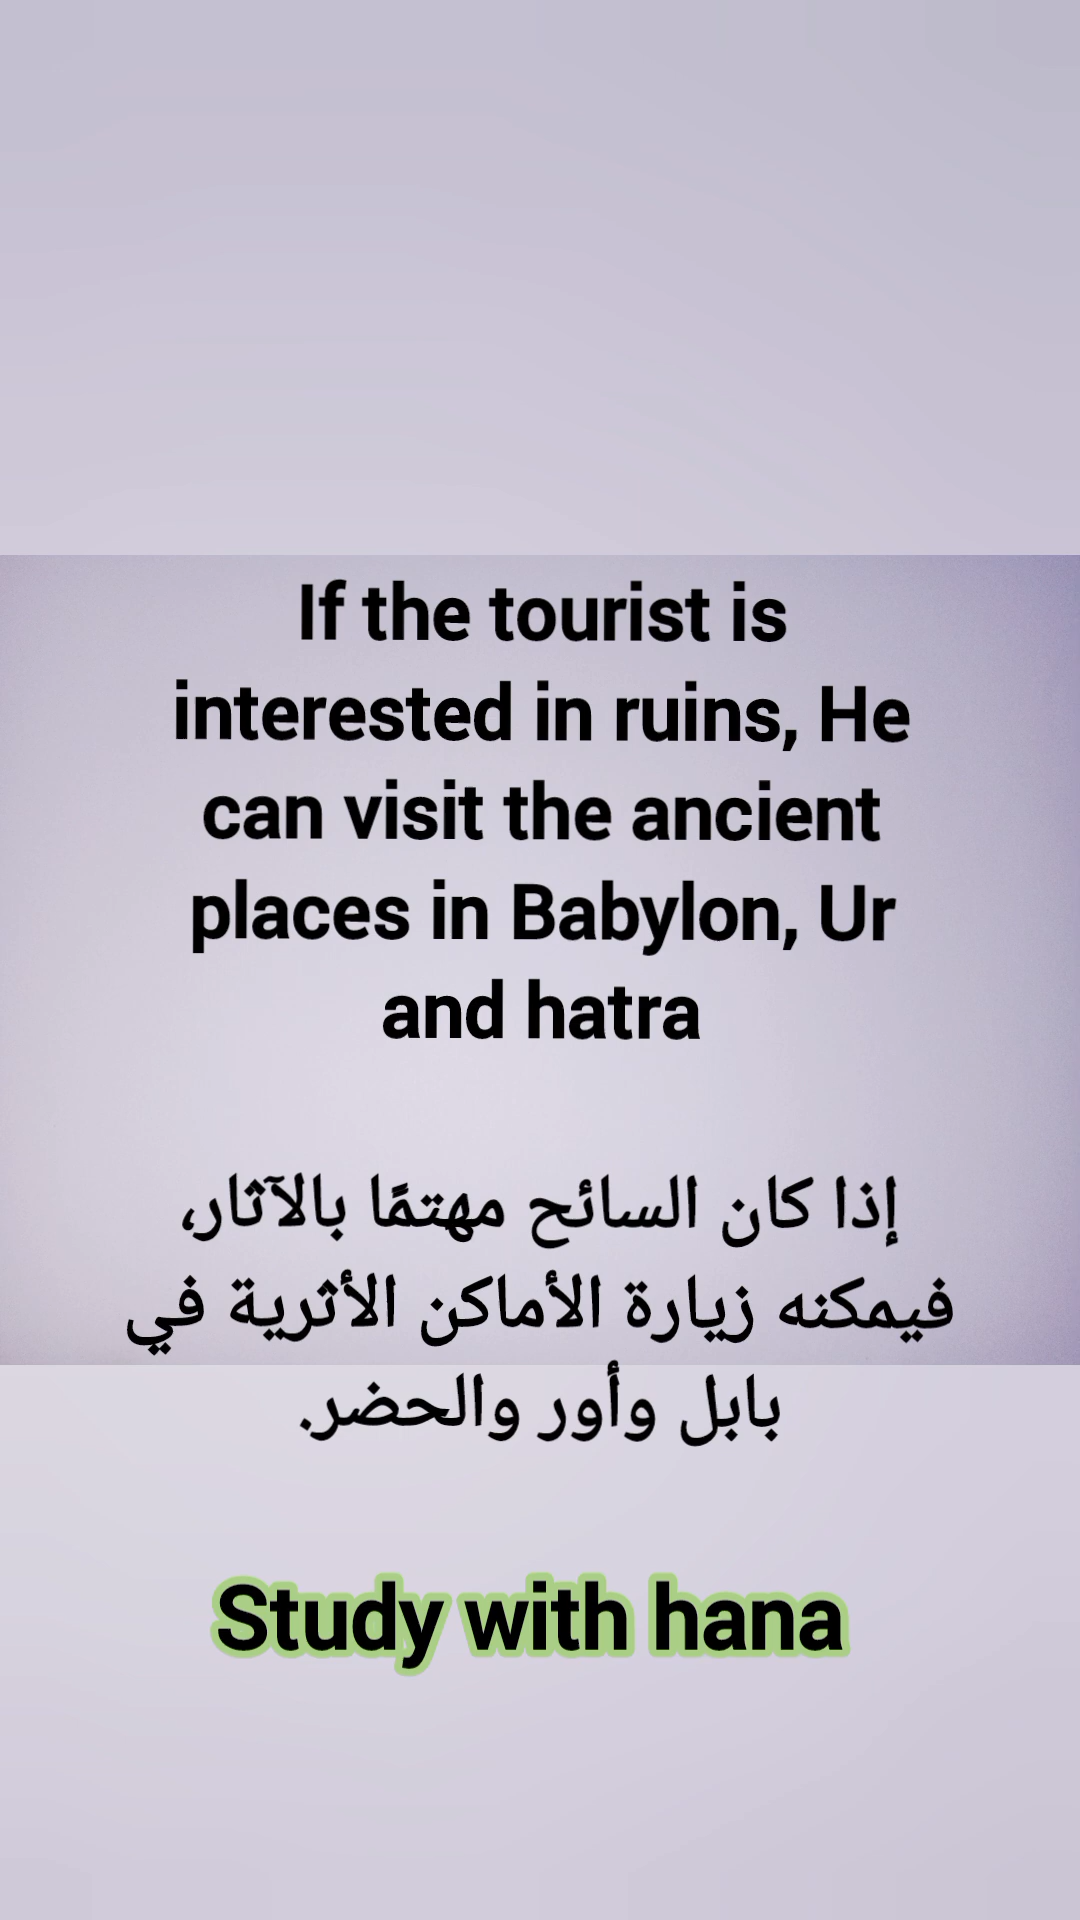 If the tourist is
interested in ruins, He
can visit the ancient
places in Babylon, Ur
and hatra
إذا كان السائح مهتمًا بالآثار،
فيمكنه زيارة الأماكن الأثرية في
بابل وأور والحضر.
Study with hana